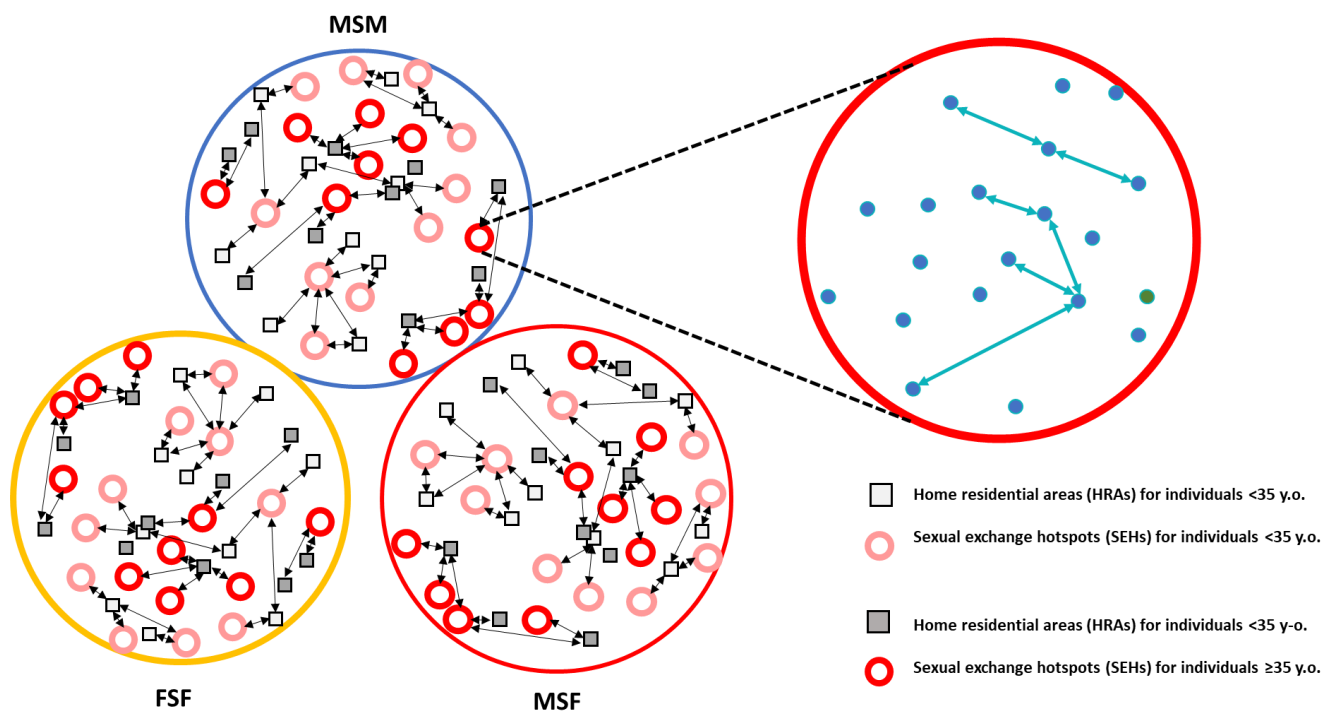 MSM
FSF
MSF
Home residential areas (HRAs) for individuals <35 y.o.
Sexual exchange hotspots (SEHs) for individuals <35 y.o.
Home residential areas (HRAs) for individuals <35 y-o.
Sexual exchange hotspots (SEHs) for individuals ≥35 y.o.